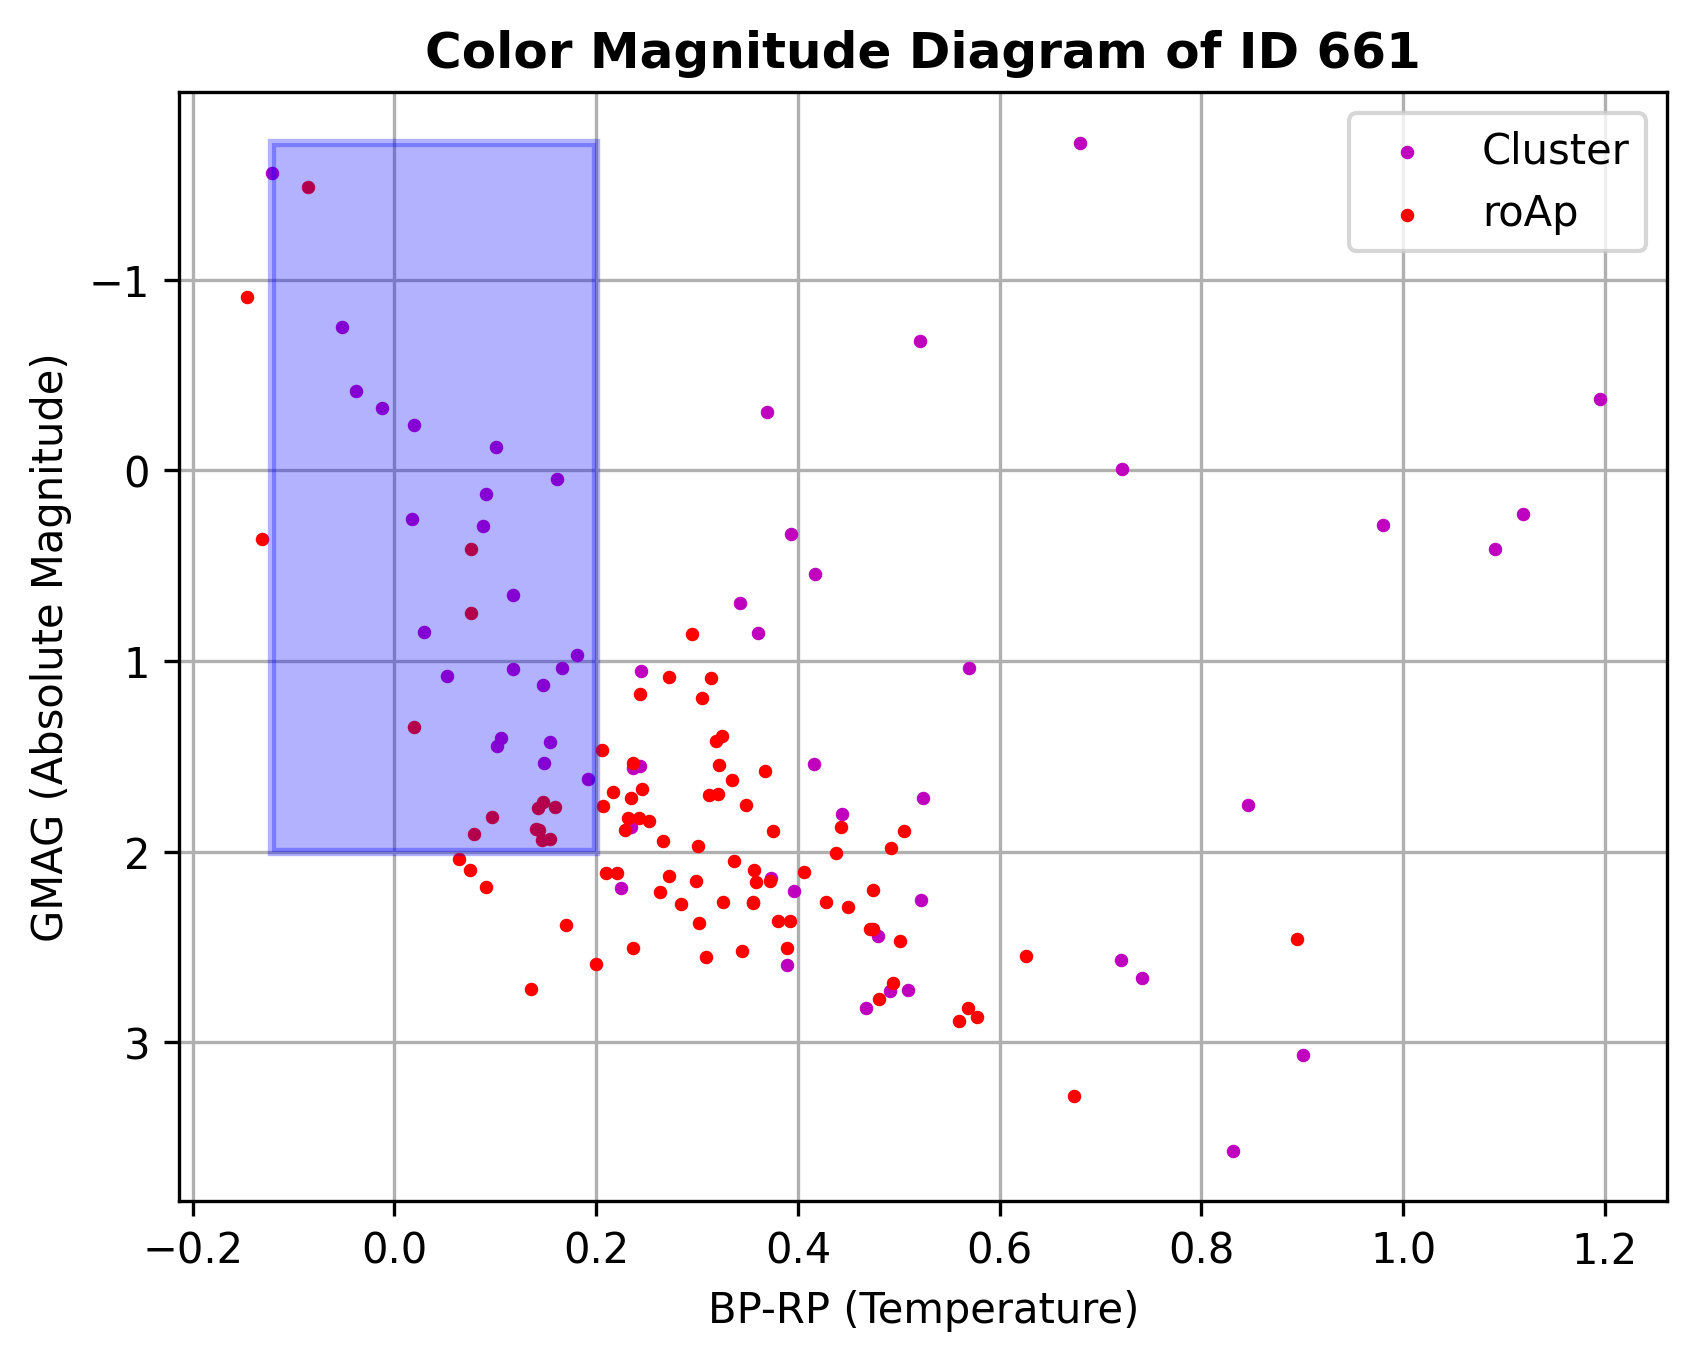 Color Magnitude Diagram of ID 661
Cluster
roAp
GMAG (Absolute Magnitude)
−1
0
1
2
3
−0.2 0.0 0.2 0.4 0.6 0.8 1.0 1.2
BP-RP (Temperature)